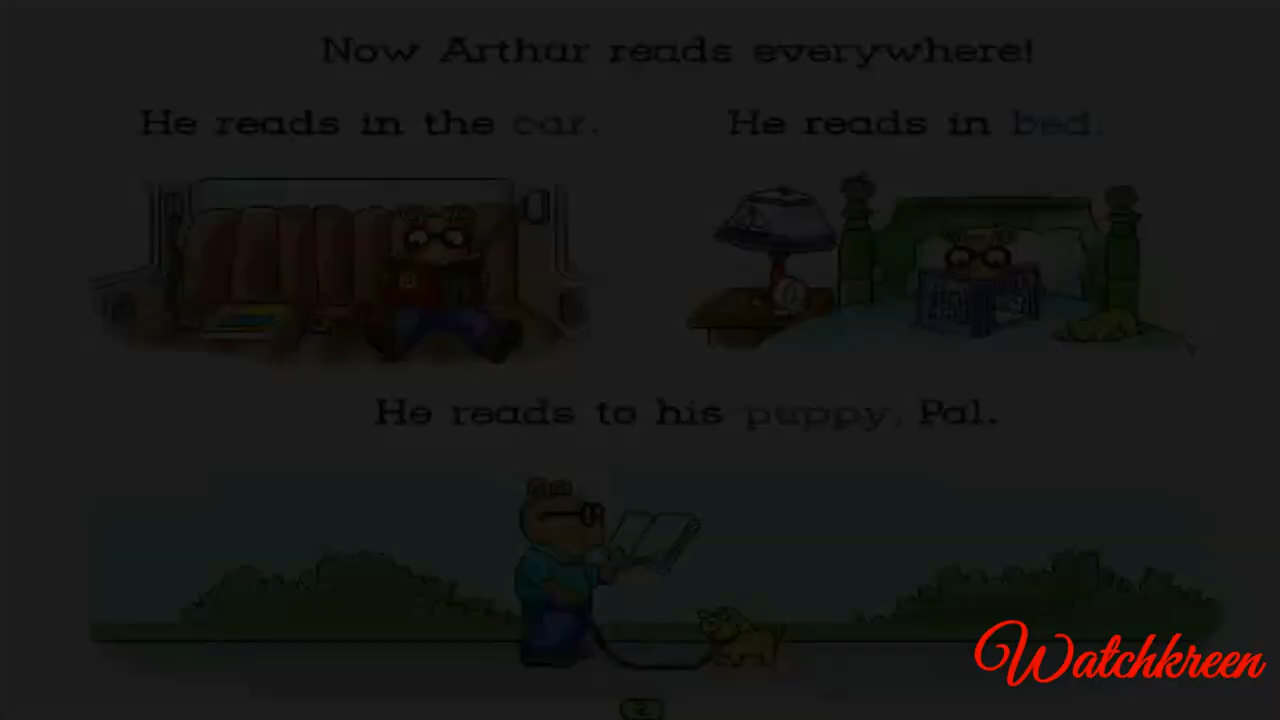 Now Arthur reads everywhere!
He reads in the car.
He reads in bed.
He reads to his puppy, Pal.
Watchkreen